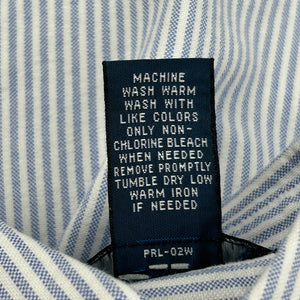 MACHINE
WASH WARM
WASH WITH
LIKE COLORS
ONLY NON-
CHLORINE BLEACH
WHEN NEEDED
REMOVE PROMPTLY
TUMBLE DRY LOW
WARM IRON
IF NEEDED
PRL-02W